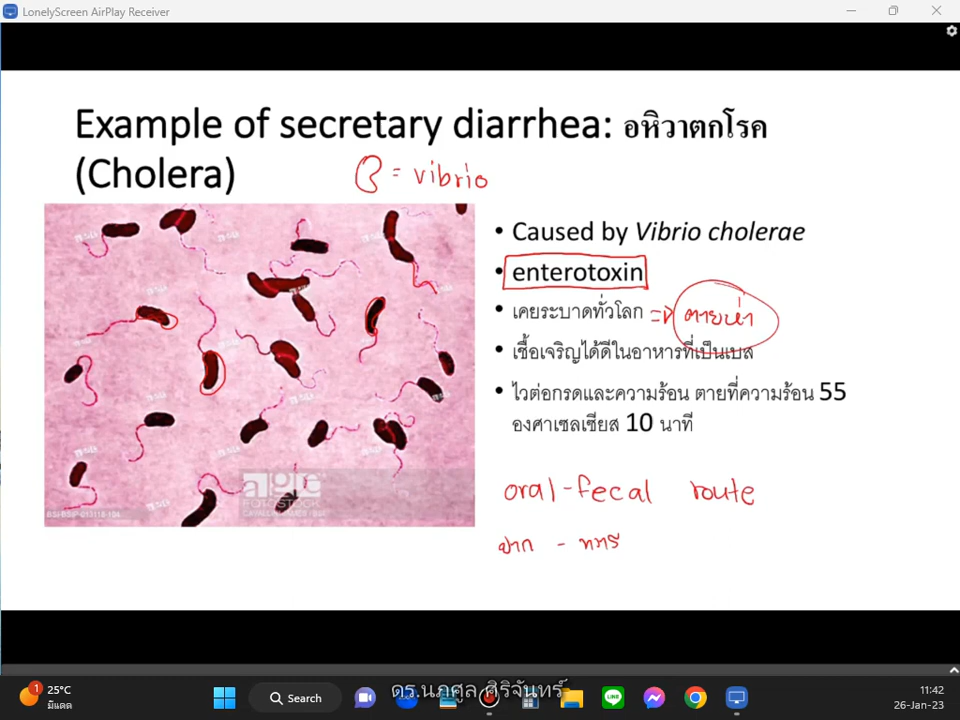 LonelyScreen AirPlay Receiver
Example of secretary diarrhea: อหิวาตกโรค
(Cholera)
= vibrio
• Caused by Vibrio cholerae
• enterotoxin
• เคยระบาดทั่วโลก => ตายห่า
• เชื้อเจริญได้ดีในอาหารที่เป็นเบส
• ไวต่อกรดและความร้อน ตายที่ความร้อน 55
องศาเซลเซียส 10 นาที
oral-fecal route
ปาก - ทวาร
age
FOTOSTOCK
ดร.นภศูล ศิริจันทร์
1
25°C
มีแดด
Search
11:42
26-Jan-23